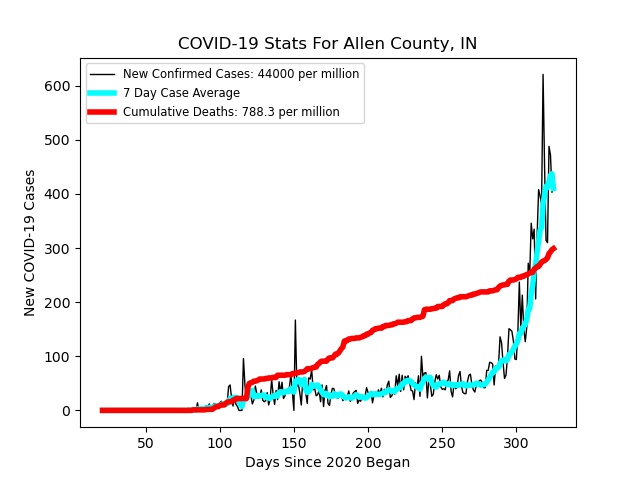 COVID-19 Stats For Allen County, IN
New Confirmed Cases: 44000 per million
7 Day Case Average
Cumulative Deaths: 788.3 per million
New COVID-19 Cases
600
500
400
300
200
100
0
50 100 150 200 250 300
Days Since 2020 Began